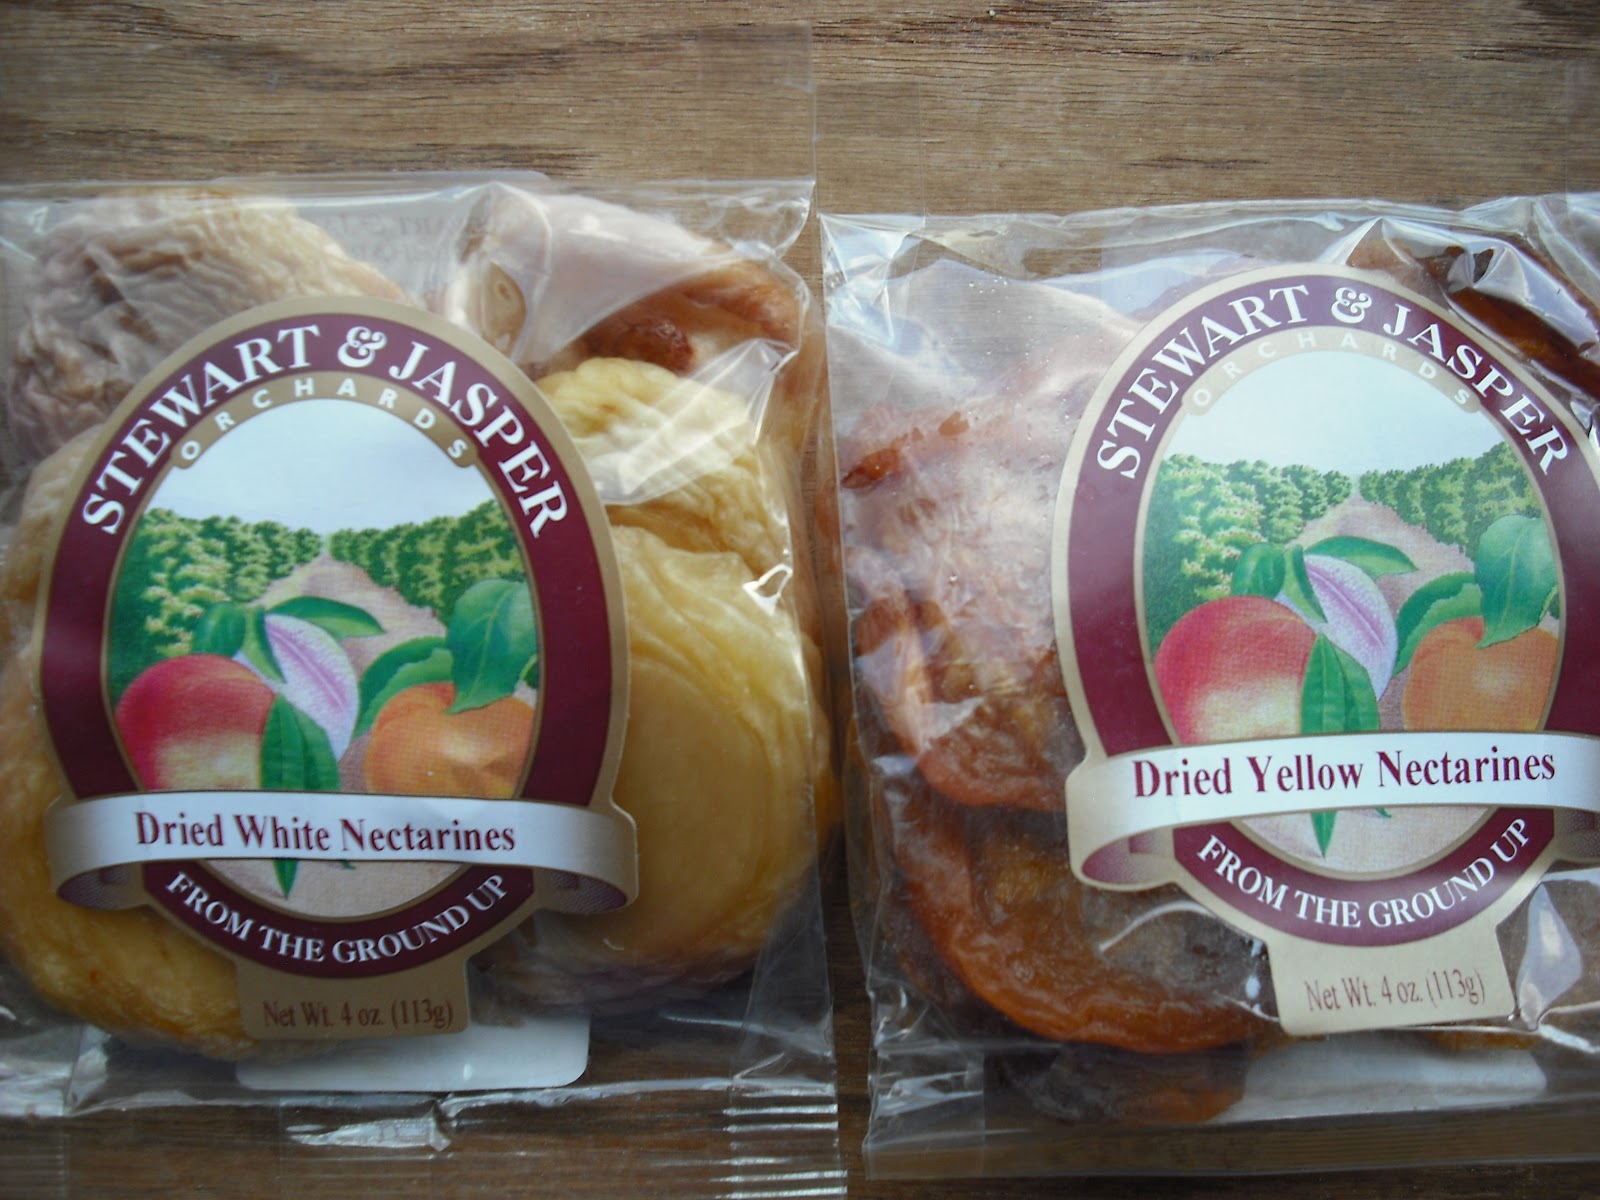 STEWART & JASPER
ORCHARDS
Dried White Nectarines
FROM THE GROUND UP
Net Wt. 4 oz. (113g)
STEWART & JASPER
ORCHARDS
Dried Yellow Nectarines
FROM THE GROUND UP
Net Wt. 4 oz. (113g)